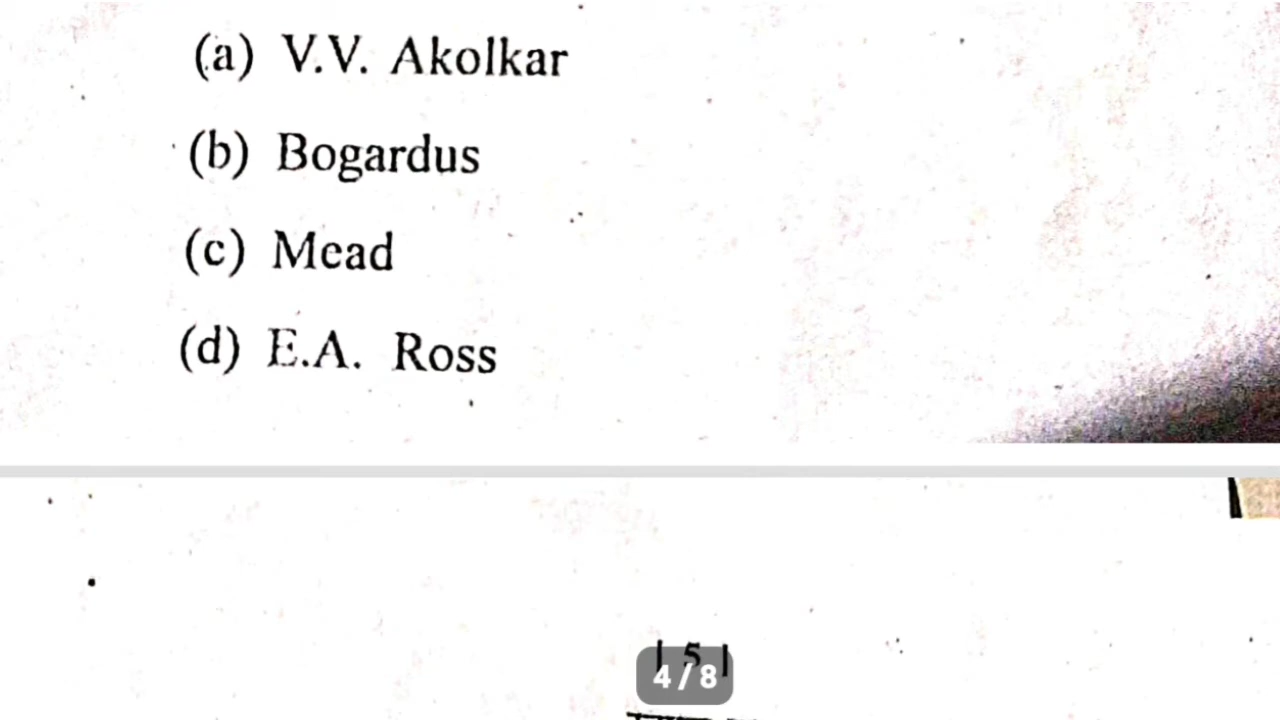 (a) V.V. Akolkar
(b) Bogardus
(c) Mead
(d) E.A. Ross
| 5 |
4 / 8